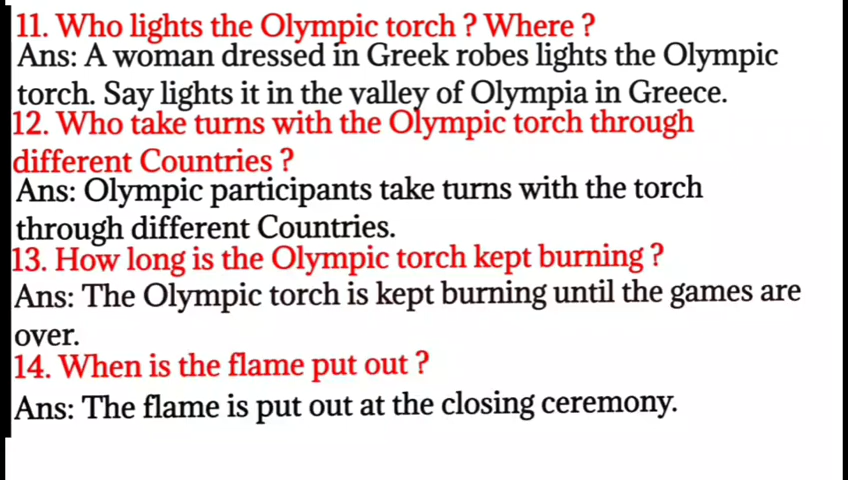 11. Who lights the Olympic torch ? Where ?
Ans: A woman dressed in Greek robes lights the Olympic
torch. Say lights it in the valley of Olympia in Greece.
12. Who take turns with the Olympic torch through
different Countries ?
Ans: Olympic participants take turns with the torch
through different Countries.
13. How long is the Olympic torch kept burning ?
Ans: The Olympic torch is kept burning until the games are
over.
14. When is the flame put out ?
Ans: The flame is put out at the closing ceremony.